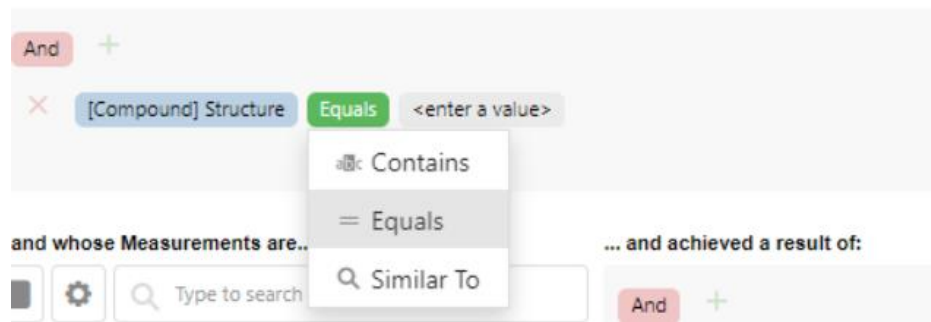 And
[Compound] Structure Equals <enter a value>
Contains
Equals
Similar To
and whose Measurements are..
... and achieved a result of:
Type to search
And